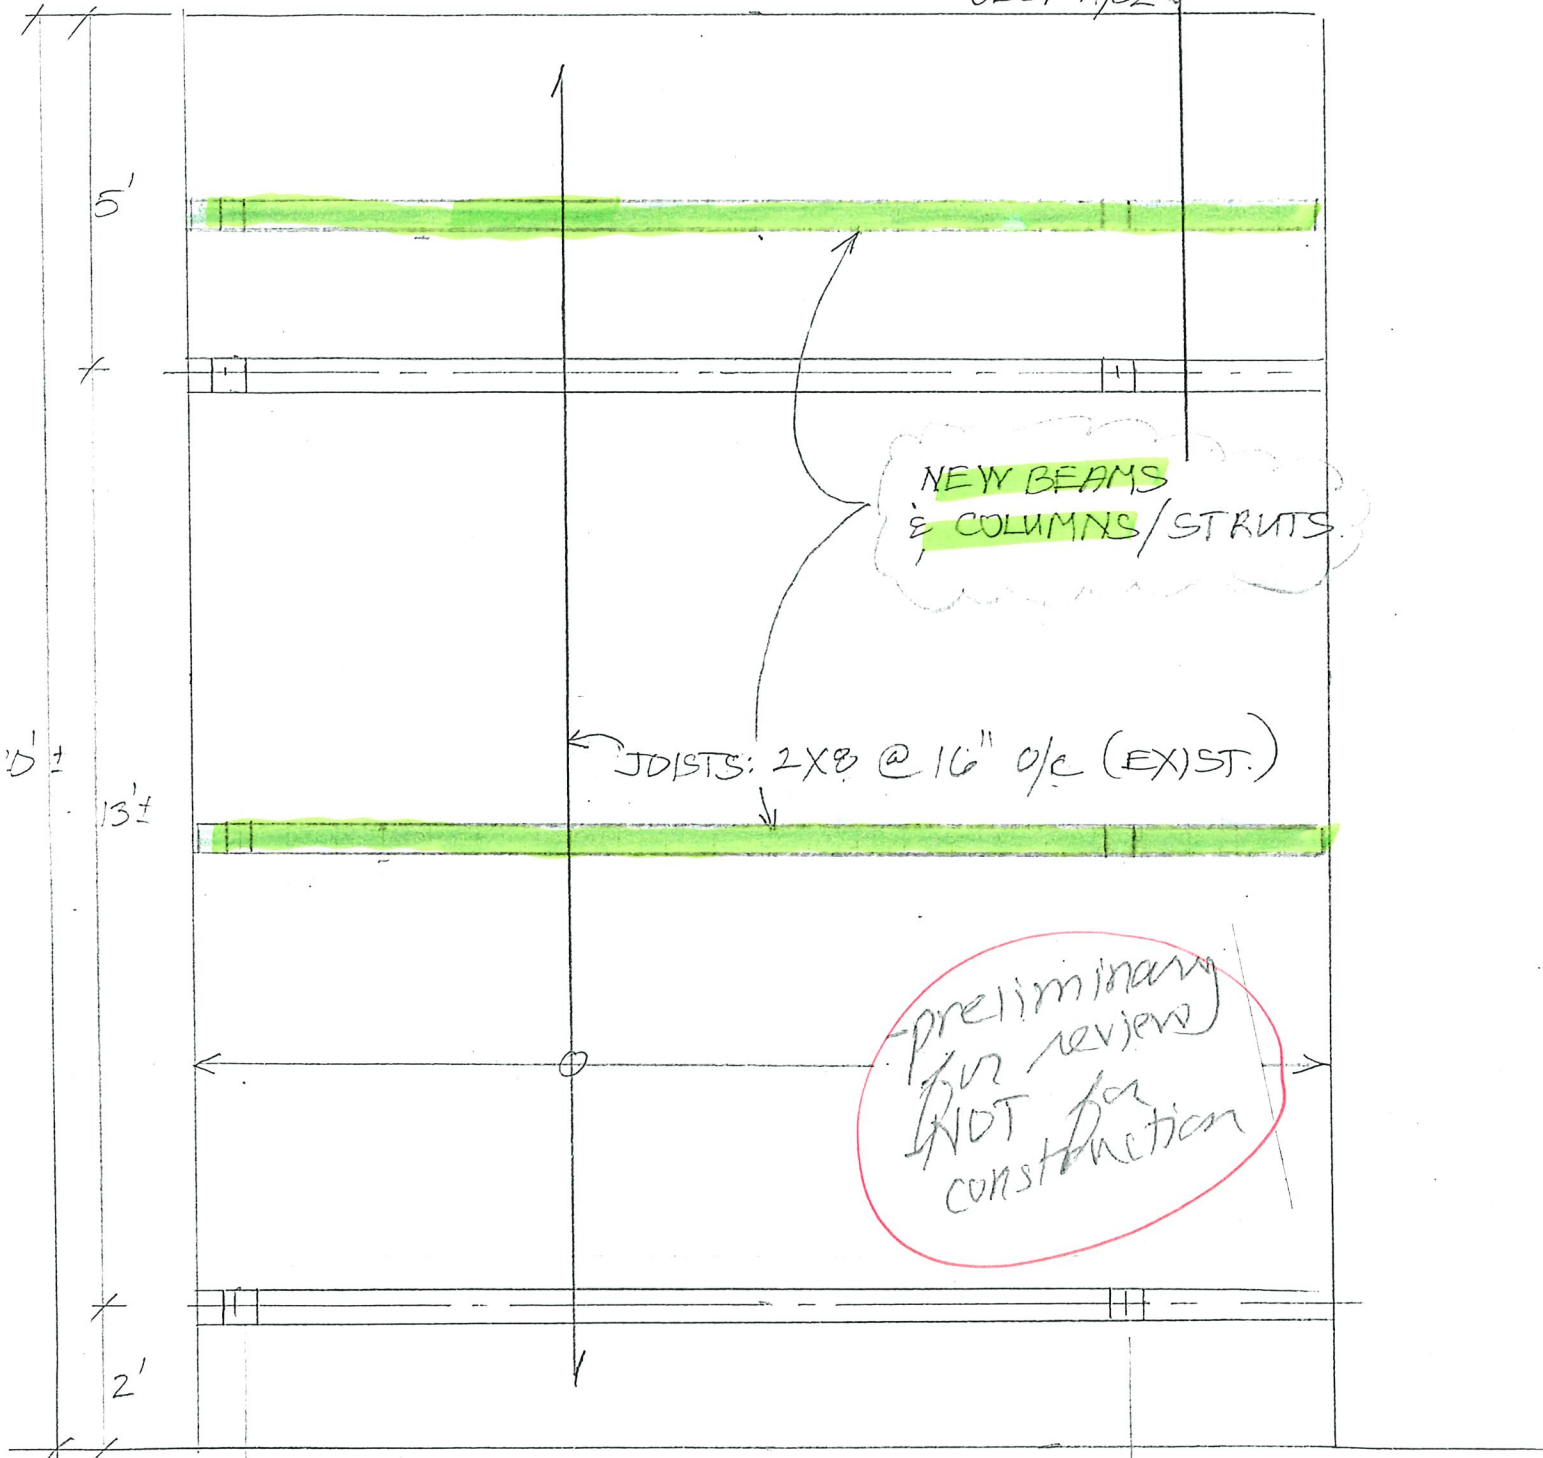 5'
NEW BEAMS
& COLUMNS/STRUTS.
JOISTS: 2X8 @ 16" O/C (EXIST.)
13'±
preliminary
for review
NOT for
construction
2'